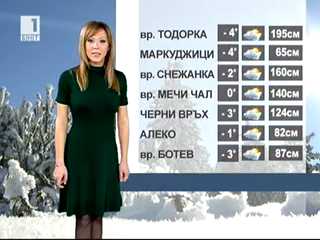 1
БНТ
вр. ТОДОРКА - 4° 195см
МАРКУДЖИЦИ - 4° 65см
вр. СНЕЖАНКА - 2° 160см
вр. МЕЧИ ЧАЛ 0° 140см
ЧЕРНИ ВРЪХ - 3° 124см
АЛЕКО - 1° 82см
вр. БОТЕВ - 3° 87см